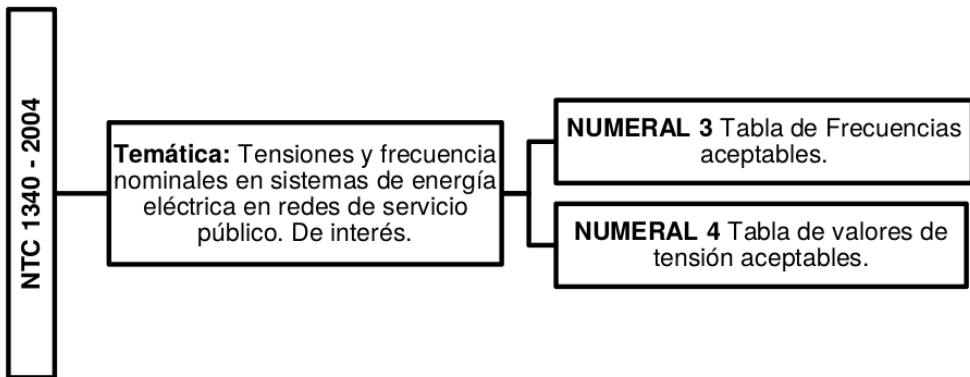 NTC 1340 - 2004
Temática: Tensiones y frecuencia
nominales en sistemas de energía
eléctrica en redes de servicio
público. De interés.
NUMERAL 3 Tabla de Frecuencias
aceptables.
NUMERAL 4 Tabla de valores de
tensión aceptables.